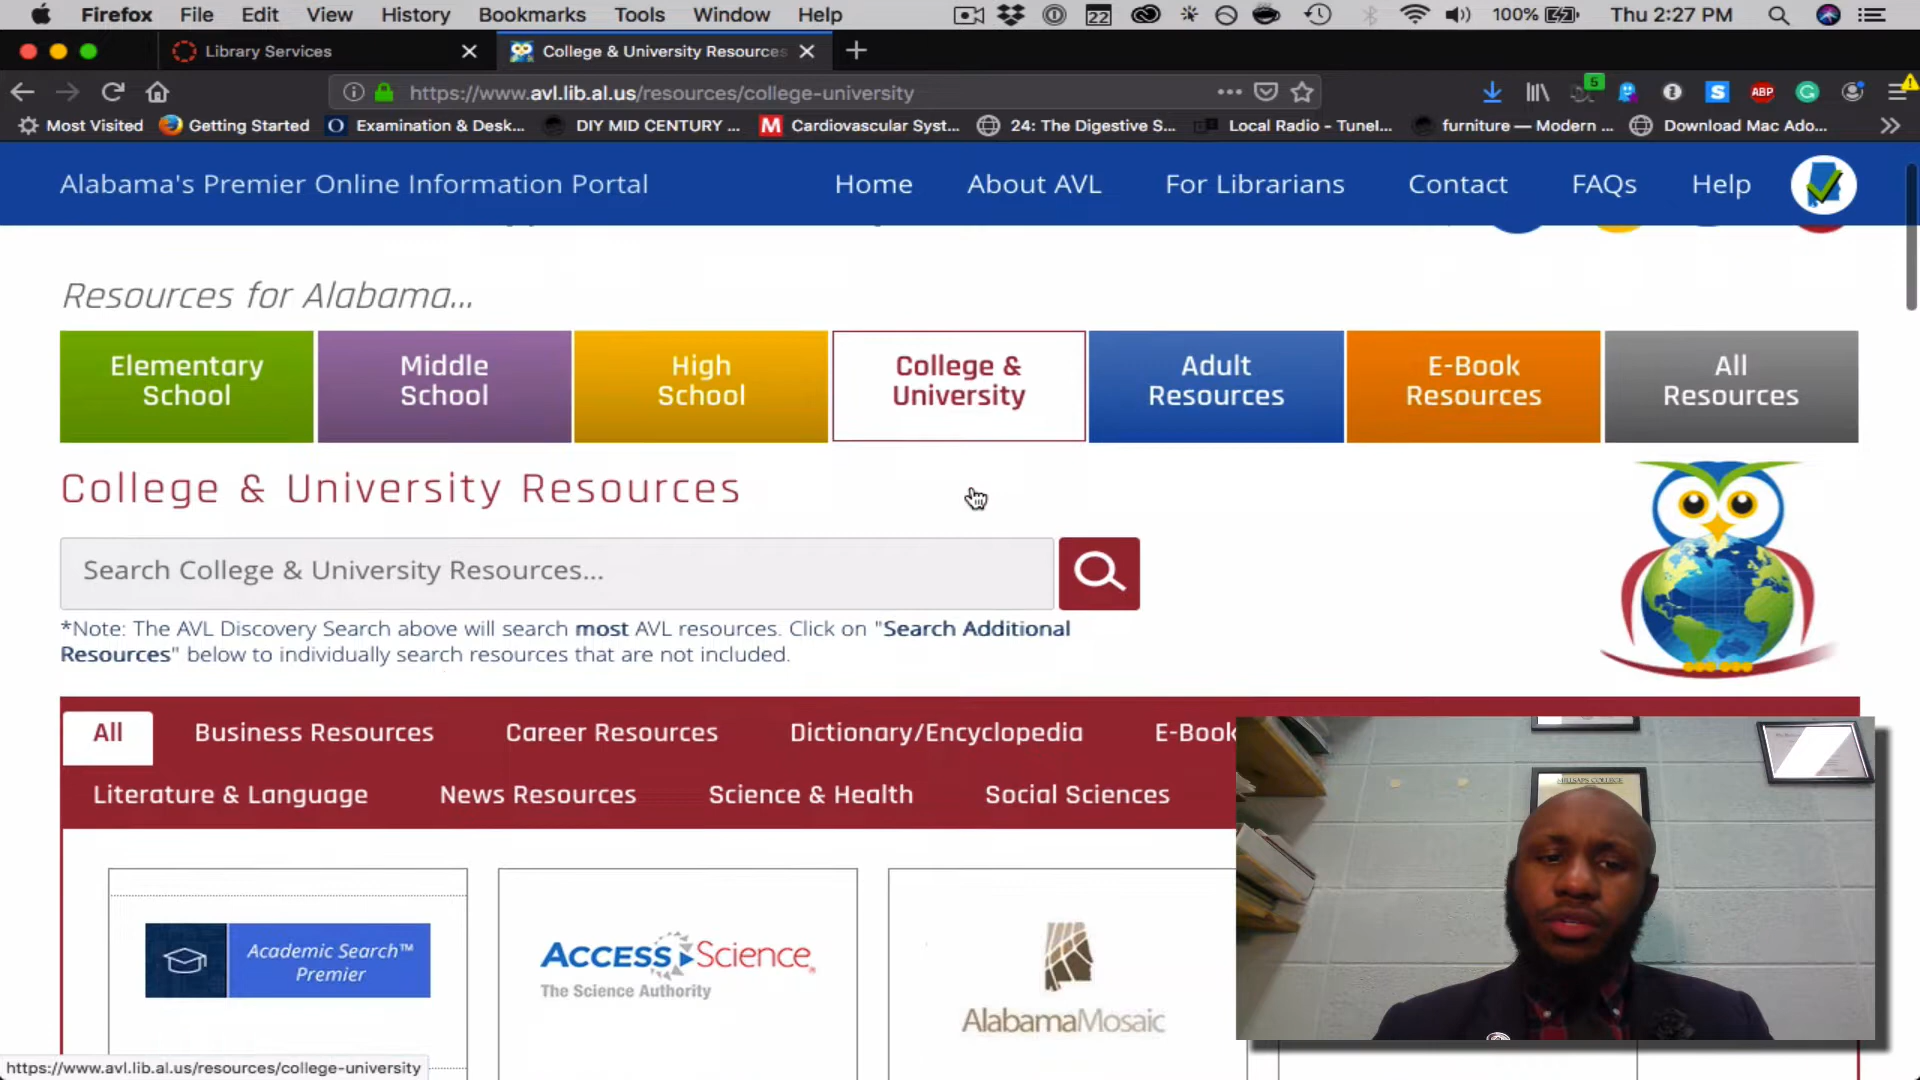 Firefox File Edit View History Bookmarks Tools Window Help 22 100% Thu 2:27 PM
Library Services College & University Resources
https://www.avl.lib.al.us/resources/college-university 5 S ABP G
Most Visited Getting Started O Examination & Desk... DIY MID CENTURY ... M Cardiovascular Syst... 24: The Digestive S... Local Radio - Tunel... furniture — Modern ... Download Mac Ado...
Alabama's Premier Online Information Portal Home About AVL For Librarians Contact FAQs Help
Resources for Alabama...
Elementary School
Middle School
High School
College & University
Adult Resources
E-Book Resources
All Resources
College & University Resources
Search College & University Resources...
*Note: The AVL Discovery Search above will search most AVL resources. Click on "Search Additional
Resources" below to individually search resources that are not included.
All Business Resources Career Resources Dictionary/Encyclopedia E-Book
Literature & Language News Resources Science & Health Social Sciences
MILLSAPS COLLEGE
Academic Search™
Premier
ACCESS Science
The Science Authority
AlabamaMosaic
https://www.avl.lib.al.us/resources/college-university